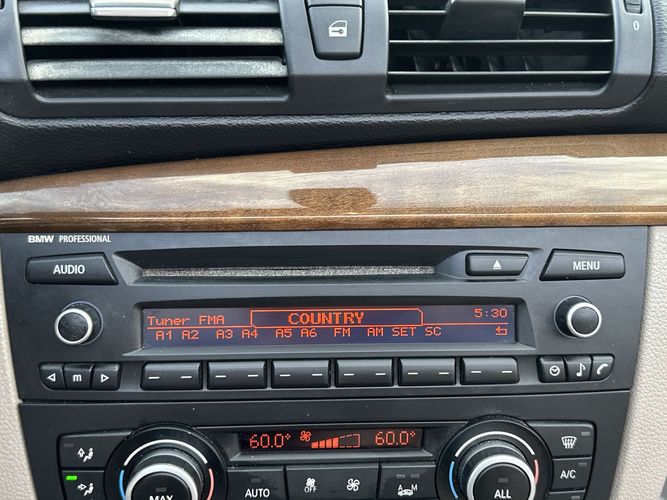 0
BMW PROFESSIONAL
AUDIO
MENU
Tuner FMA COUNTRY 5:30
A1 A2 A3 A4 A5 A6 FM AM SET SC
m
60.0° 60.0°
MAX AUTO OFF M ALL A/C